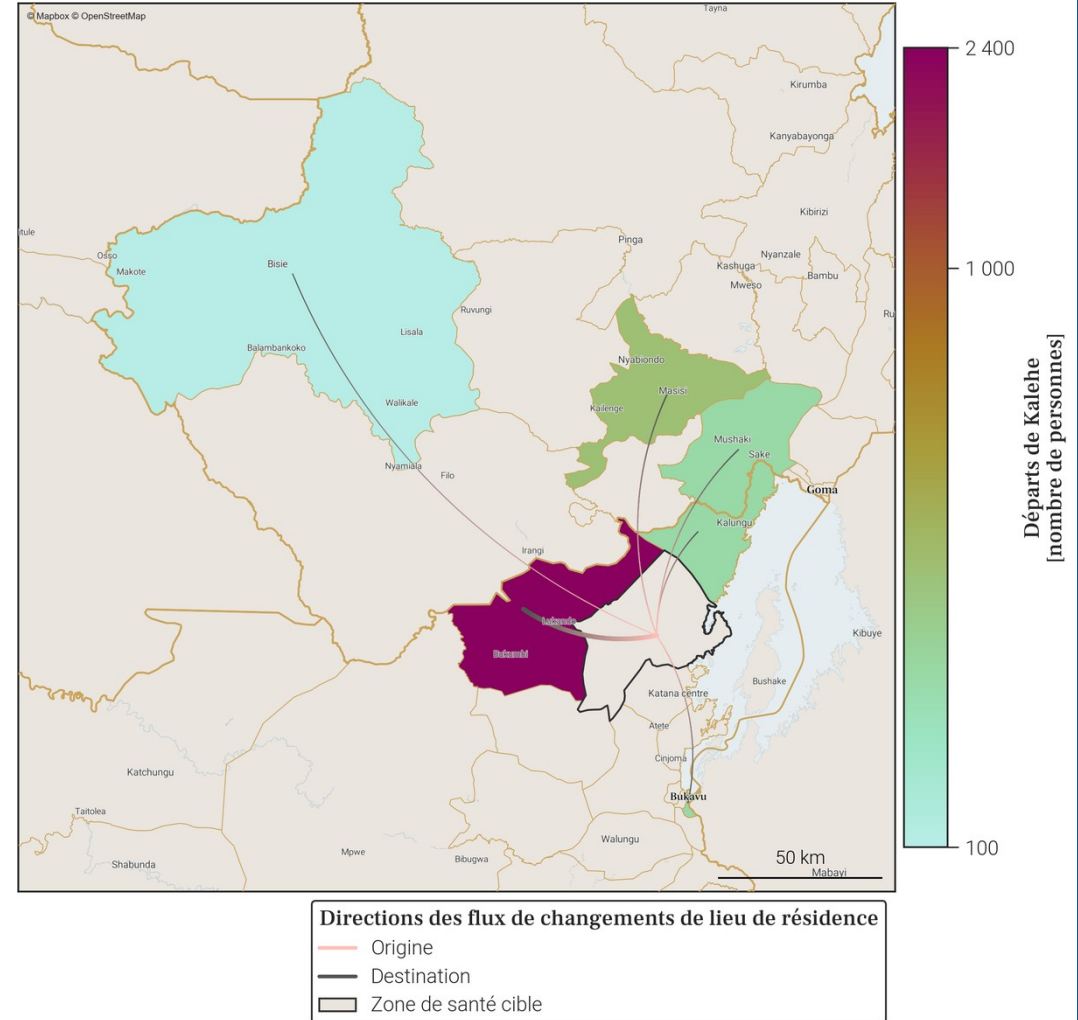 © Mapbox © OpenStreetMap
Tayna
Kirumba
Kanyabayonga
Kibirizi
itule
Pinga
Osso
Nyanzale
Bisie
Kashuga
Makote
Bambu
Mweso
Ruvungi
Ru
Lisala
Balambankoko
Nyabiondo
Masisi
Walikale
Kailenge
Mushaki
Sake
Nyamiala
Filo
Goma
Kalungu
Irangi
Lukando
Kibuye
Bukumbi
Bushake
Katana centre
Atete
Cinjoma
Katchungu
Bukavu
Taitolea
Walungu
Mpwe
Bibugwa
Shabunda
50 km
Mabayi
2 400
1 000
100
Départs de Kalehe
[nombre de personnes]
Directions des flux de changements de lieu de résidence
Origine
Destination
Zone de santé cible